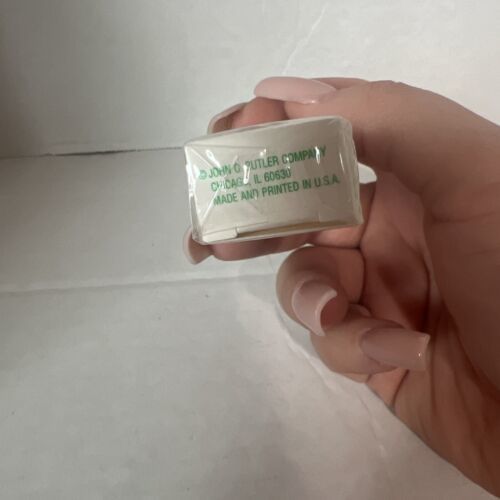 © JOHN O. BUTLER COMPANY
CHICAGO, IL 60630
MADE AND PRINTED IN U.S.A.